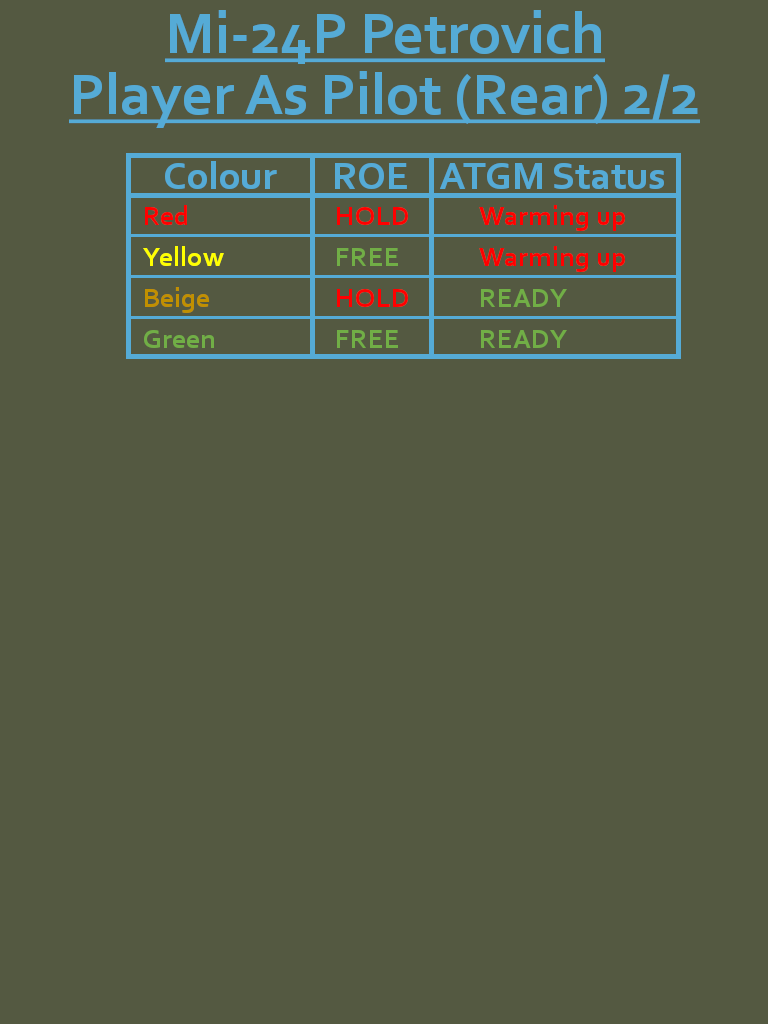 Mi-24P Petrovich
Player As Pilot (Rear) 2/2
Colour ROE ATGM Status
Red HOLD Warming up
Yellow FREE Warming up
Beige HOLD READY
Green FREE READY